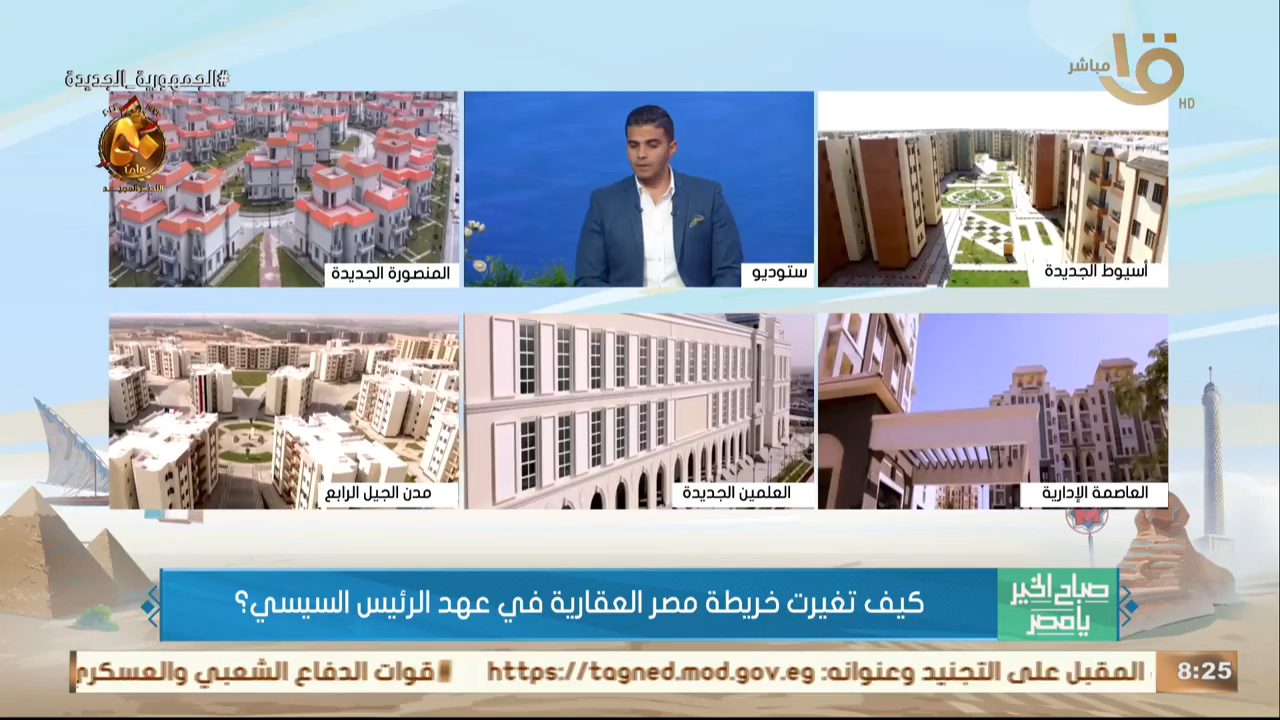 #الجمهورية_الجديدة
مباشر
HD
عاماً
المنصورة الجديدة
ستوديو
أسيوط الجديدة
مدن الجيل الرابع
العلمين الجديدة
العاصمة الإدارية
صباح الخير
يا مصر
كيف تغيرت خريطة مصر العقارية في عهد الرئيس السيسي؟
8:25
المقبل على التجنيد وعنوانه: https://tagned.mod.gov.eg قوات الدفاع الشعبي والعسكري